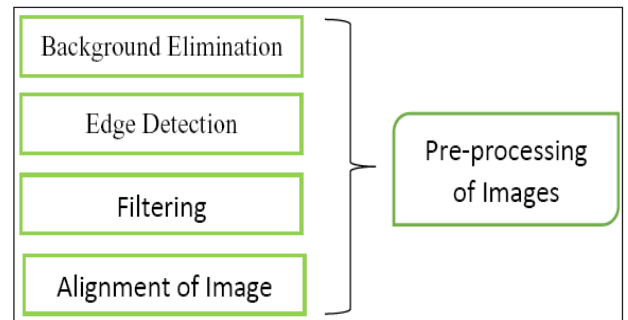 Background Elimination
Edge Detection
Filtering
Alignment of Image
Pre-processing
of Images